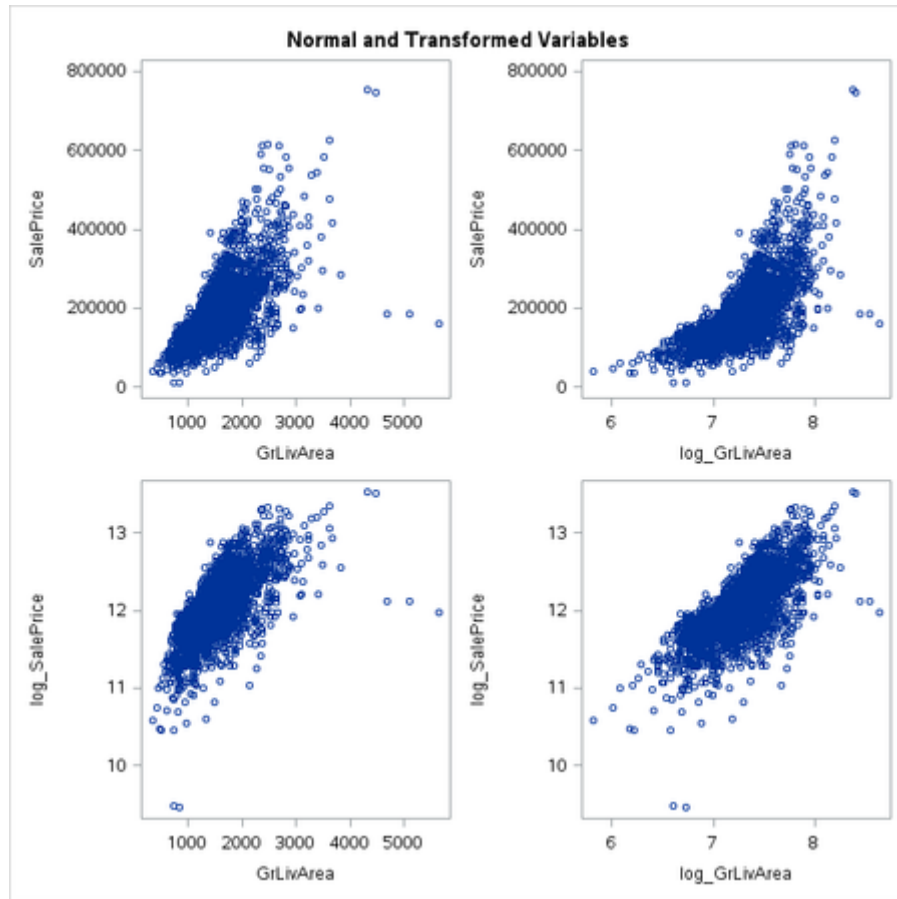 Normal and Transformed Variables
800000
600000
400000
200000
0
SalePrice
1000 2000 3000 4000 5000
GrLivArea
800000
600000
400000
200000
0
SalePrice
6 7 8
log_GrLivArea
13
12
11
10
log_SalePrice
1000 2000 3000 4000 5000
GrLivArea
13
12
11
10
log_SalePrice
6 7 8
log_GrLivArea